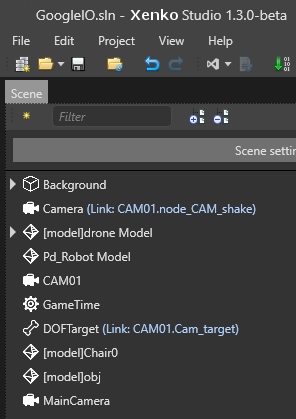 GoogleIO.sln - Xenko Studio 1.3.0-beta
File Edit Project View Help
Scene
Filter
Scene setti
Background
Camera (Link: CAM01.node_CAM_shake)
[model]drone Model
Pd_Robot Model
CAM01
GameTime
DOFTarget (Link: CAM01.Cam_target)
[model]Chair0
[model]obj
MainCamera